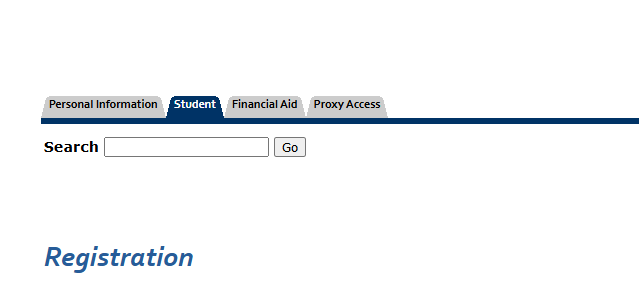 Personal Information Student Financial Aid Proxy Access
Search Go
Registration